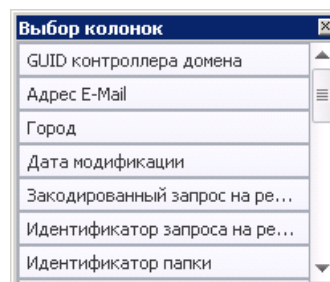 Выбор колонок
GUID контроллера домена
Адрес E-Mail
Город
Дата модификации
Закодированный запрос на ре...
Идентификатор запроса на ре...
Идентификатор папки